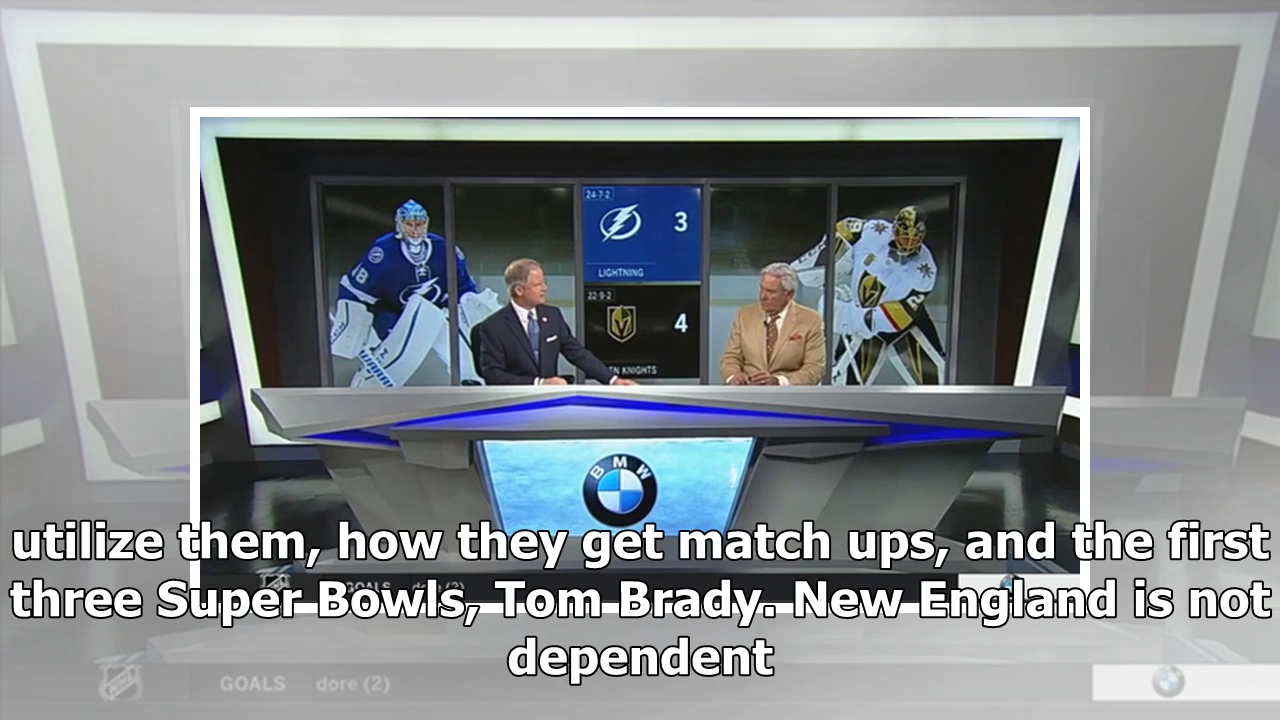 24-7-2
3
LIGHTNING
22-9-2
4
EN KNIGHTS
BMW
utilize them, how they get match ups, and the first
three Super Bowls, Tom Brady. New England is not
dependent
GOALS dore (2)